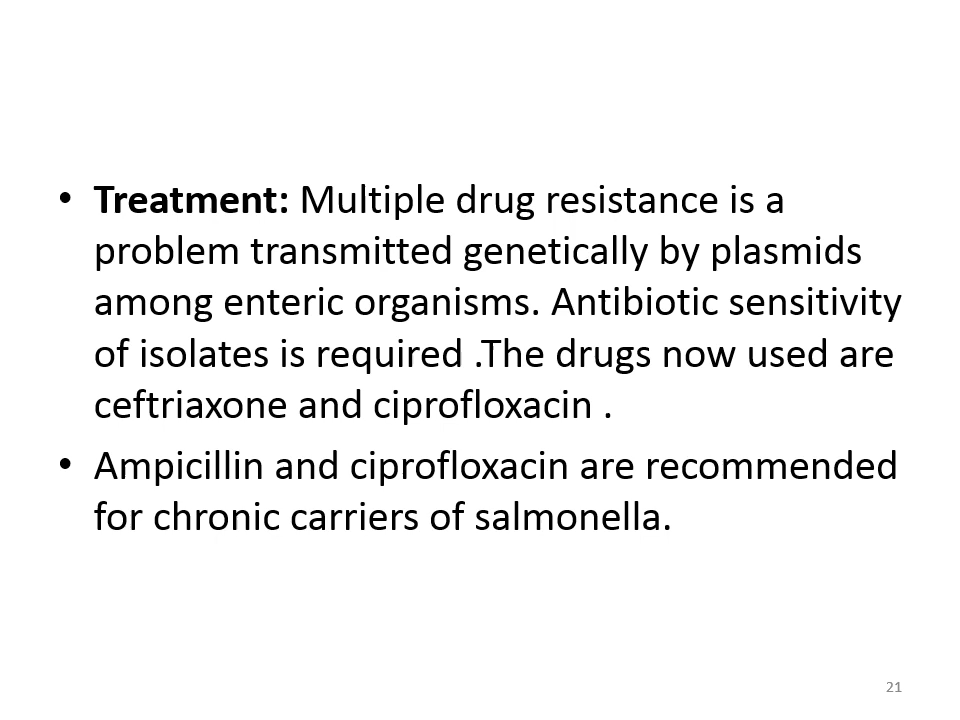 • Treatment: Multiple drug resistance is a
problem transmitted genetically by plasmids
among enteric organisms. Antibiotic sensitivity
of isolates is required .The drugs now used are
ceftriaxone and ciprofloxacin .
• Ampicillin and ciprofloxacin are recommended
for chronic carriers of salmonella.
21